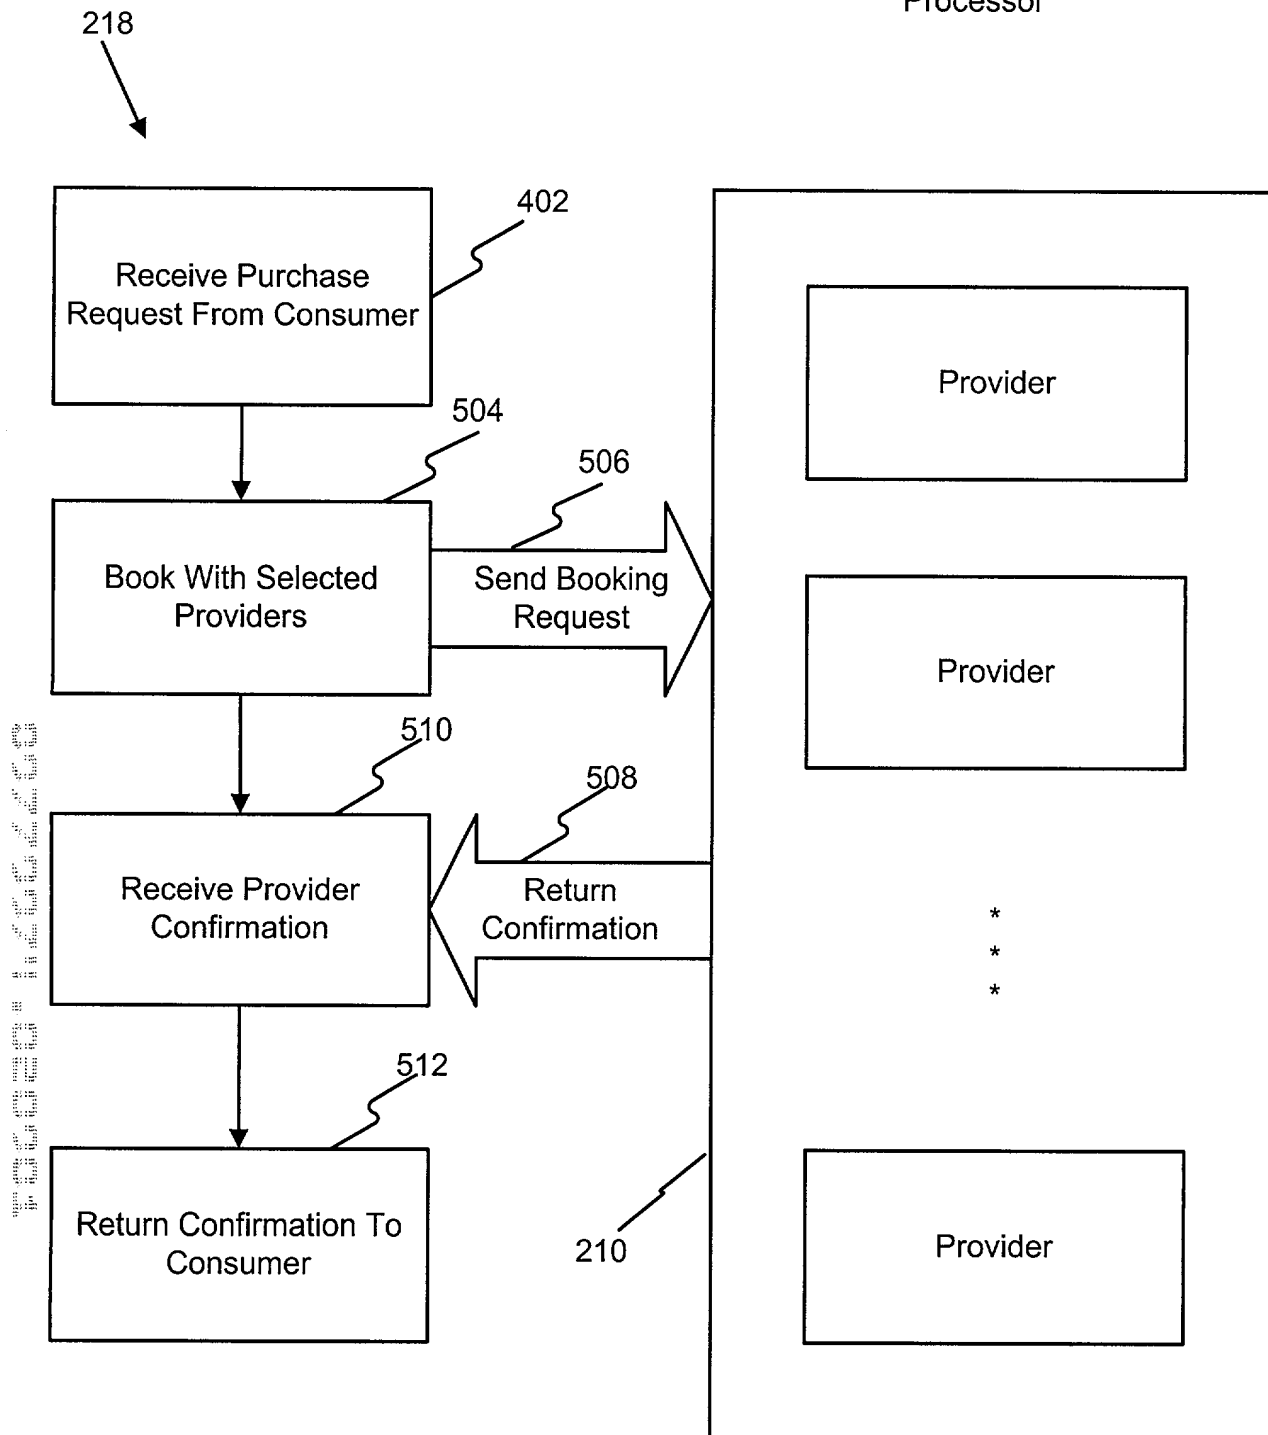 Processor
218
402
Receive Purchase
Request From Consumer
Provider
504
506
Book With Selected
Providers
Send Booking
Request
Provider
510
508
Receive Provider
Confirmation
Return
Confirmation
*
*
*
512
Return Confirmation To
Consumer
210
Provider